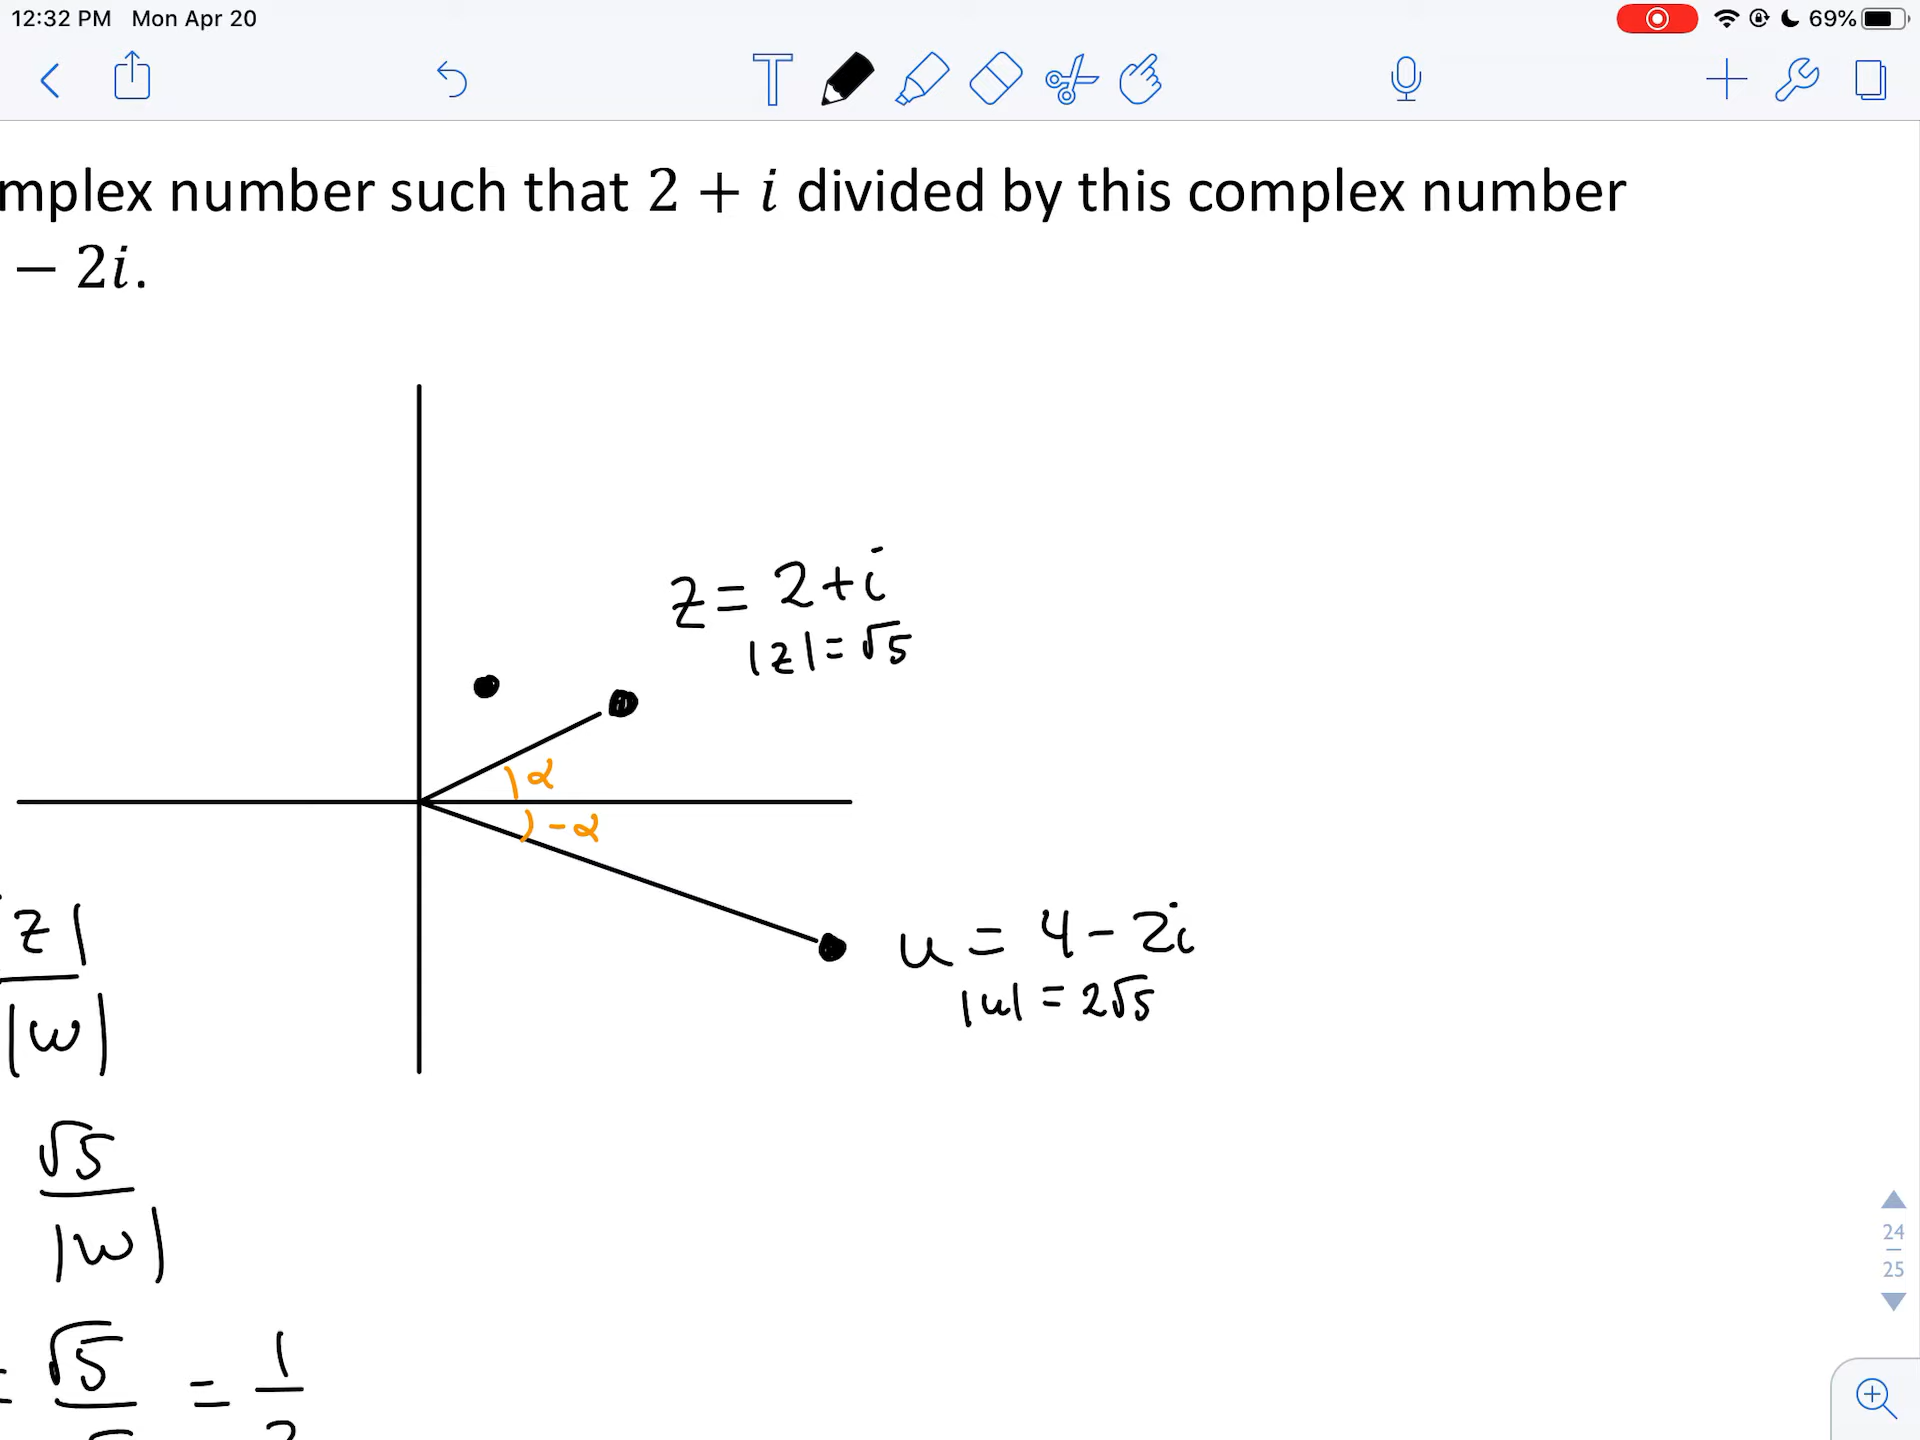 12:32 PM Mon Apr 20
69%
T
mplex number such that 2 + i divided by this complex number
− 2i.
z = 2+i
|z| = √5
α
-α
u = 4 - 2i
|u| = 2√5
z|
|w|
√5
|w|
= √5 = 1
24
25